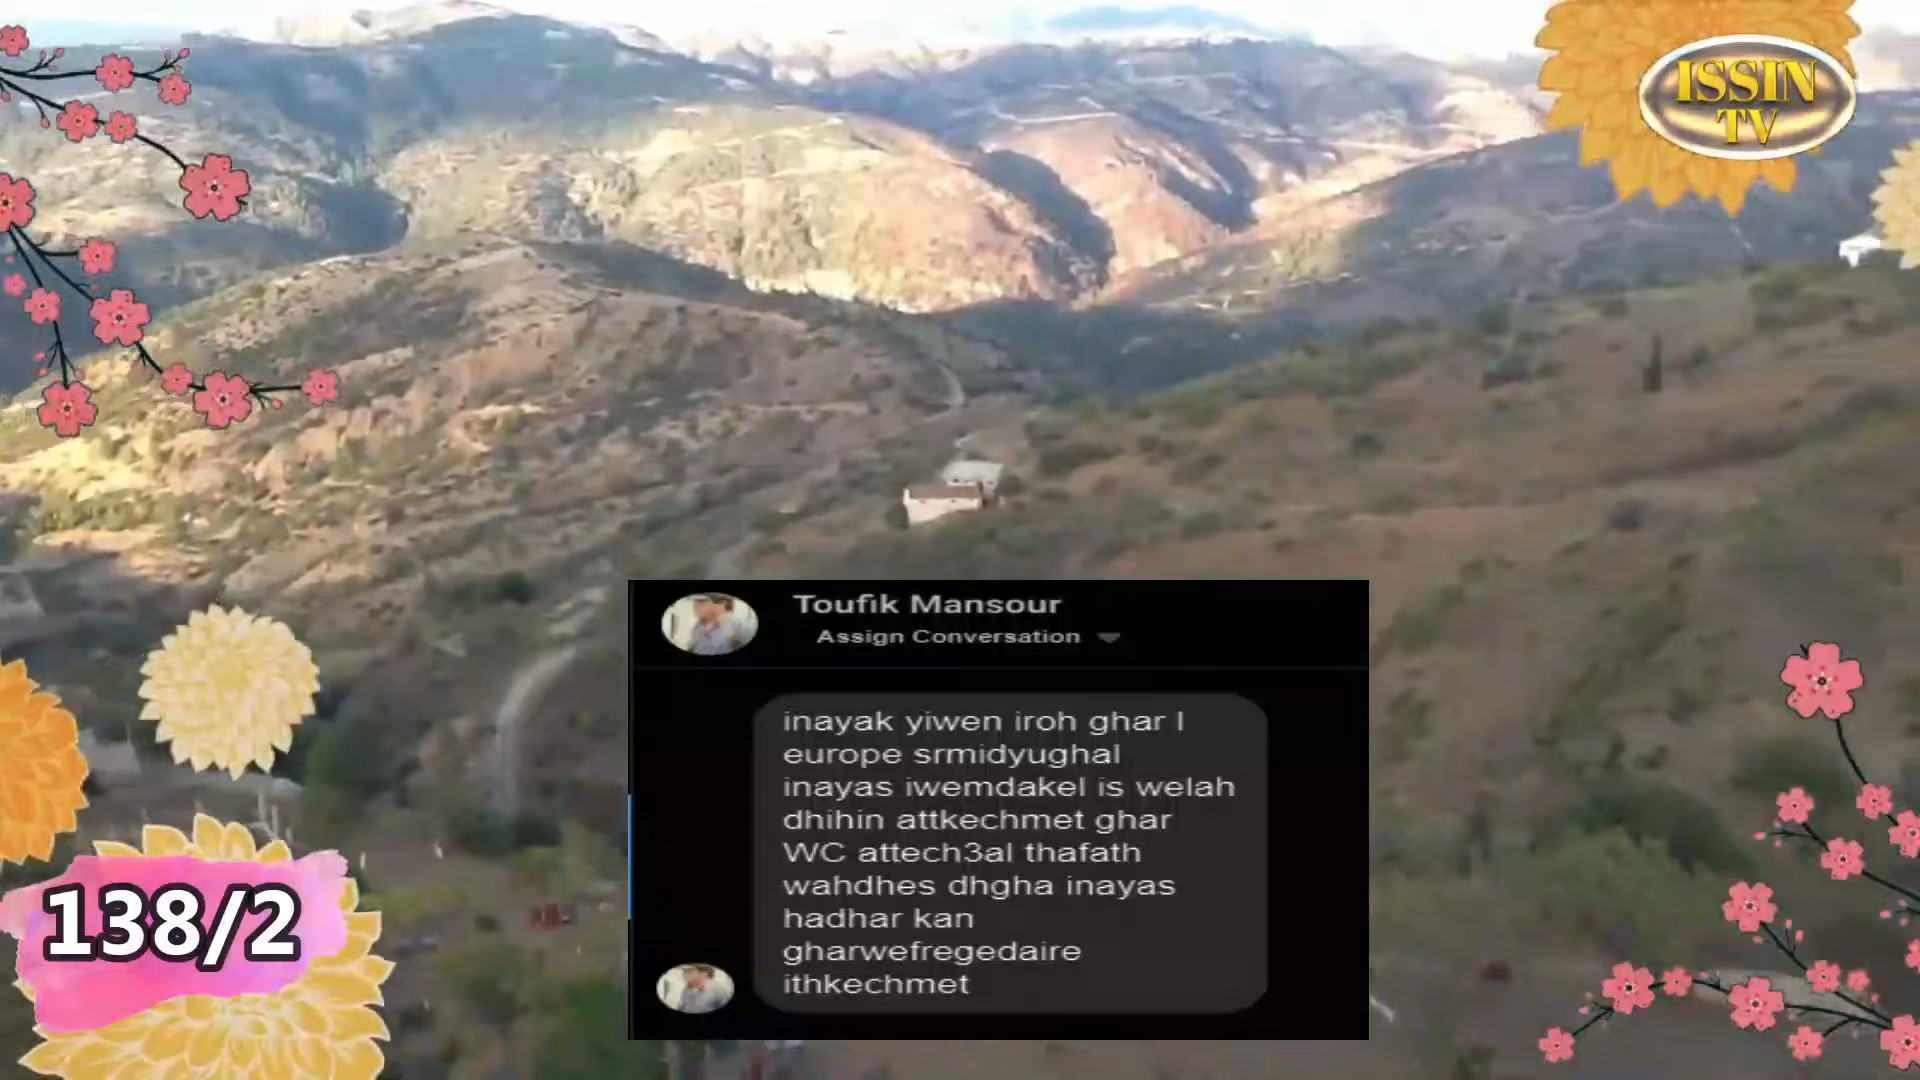 ISSIN
TV
Toufik Mansour
Assign Conversation
inayak yiwen iroh ghar l
europe srmidyughal
inayas iwemdakel is welah
dhihin attkechmet ghar
WC attech3al thafath
wahdhes dhgha inayas
hadhar kan
gharwefregedaire
ithkechmet
138/2